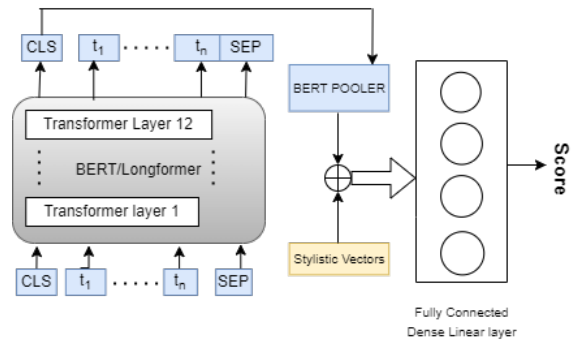 CLS t1 ..... tn SEP
BERT POOLER
Transformer Layer 12
BERT/Longformer
Transformer layer 1
Stylistic Vectors
CLS t1 ..... tn SEP
Score
Fully Connected
Dense Linear layer